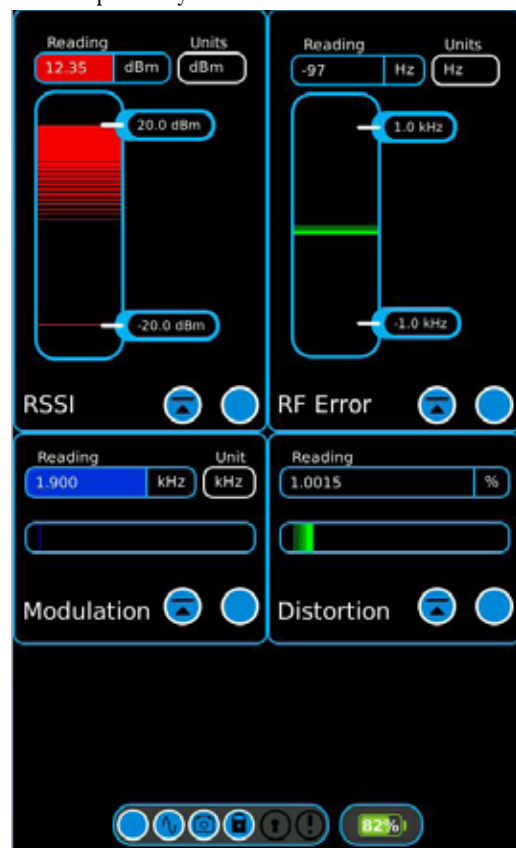 Reading Units
12.35 dBm dBm
20.0 dBm
-20.0 dBm
RSSI
Reading Units
-97 Hz Hz
1.0 kHz
-1.0 kHz
RF Error
Reading Unit
1.900 kHz kHz
Modulation
Reading
1.0015 %
Distortion
82%